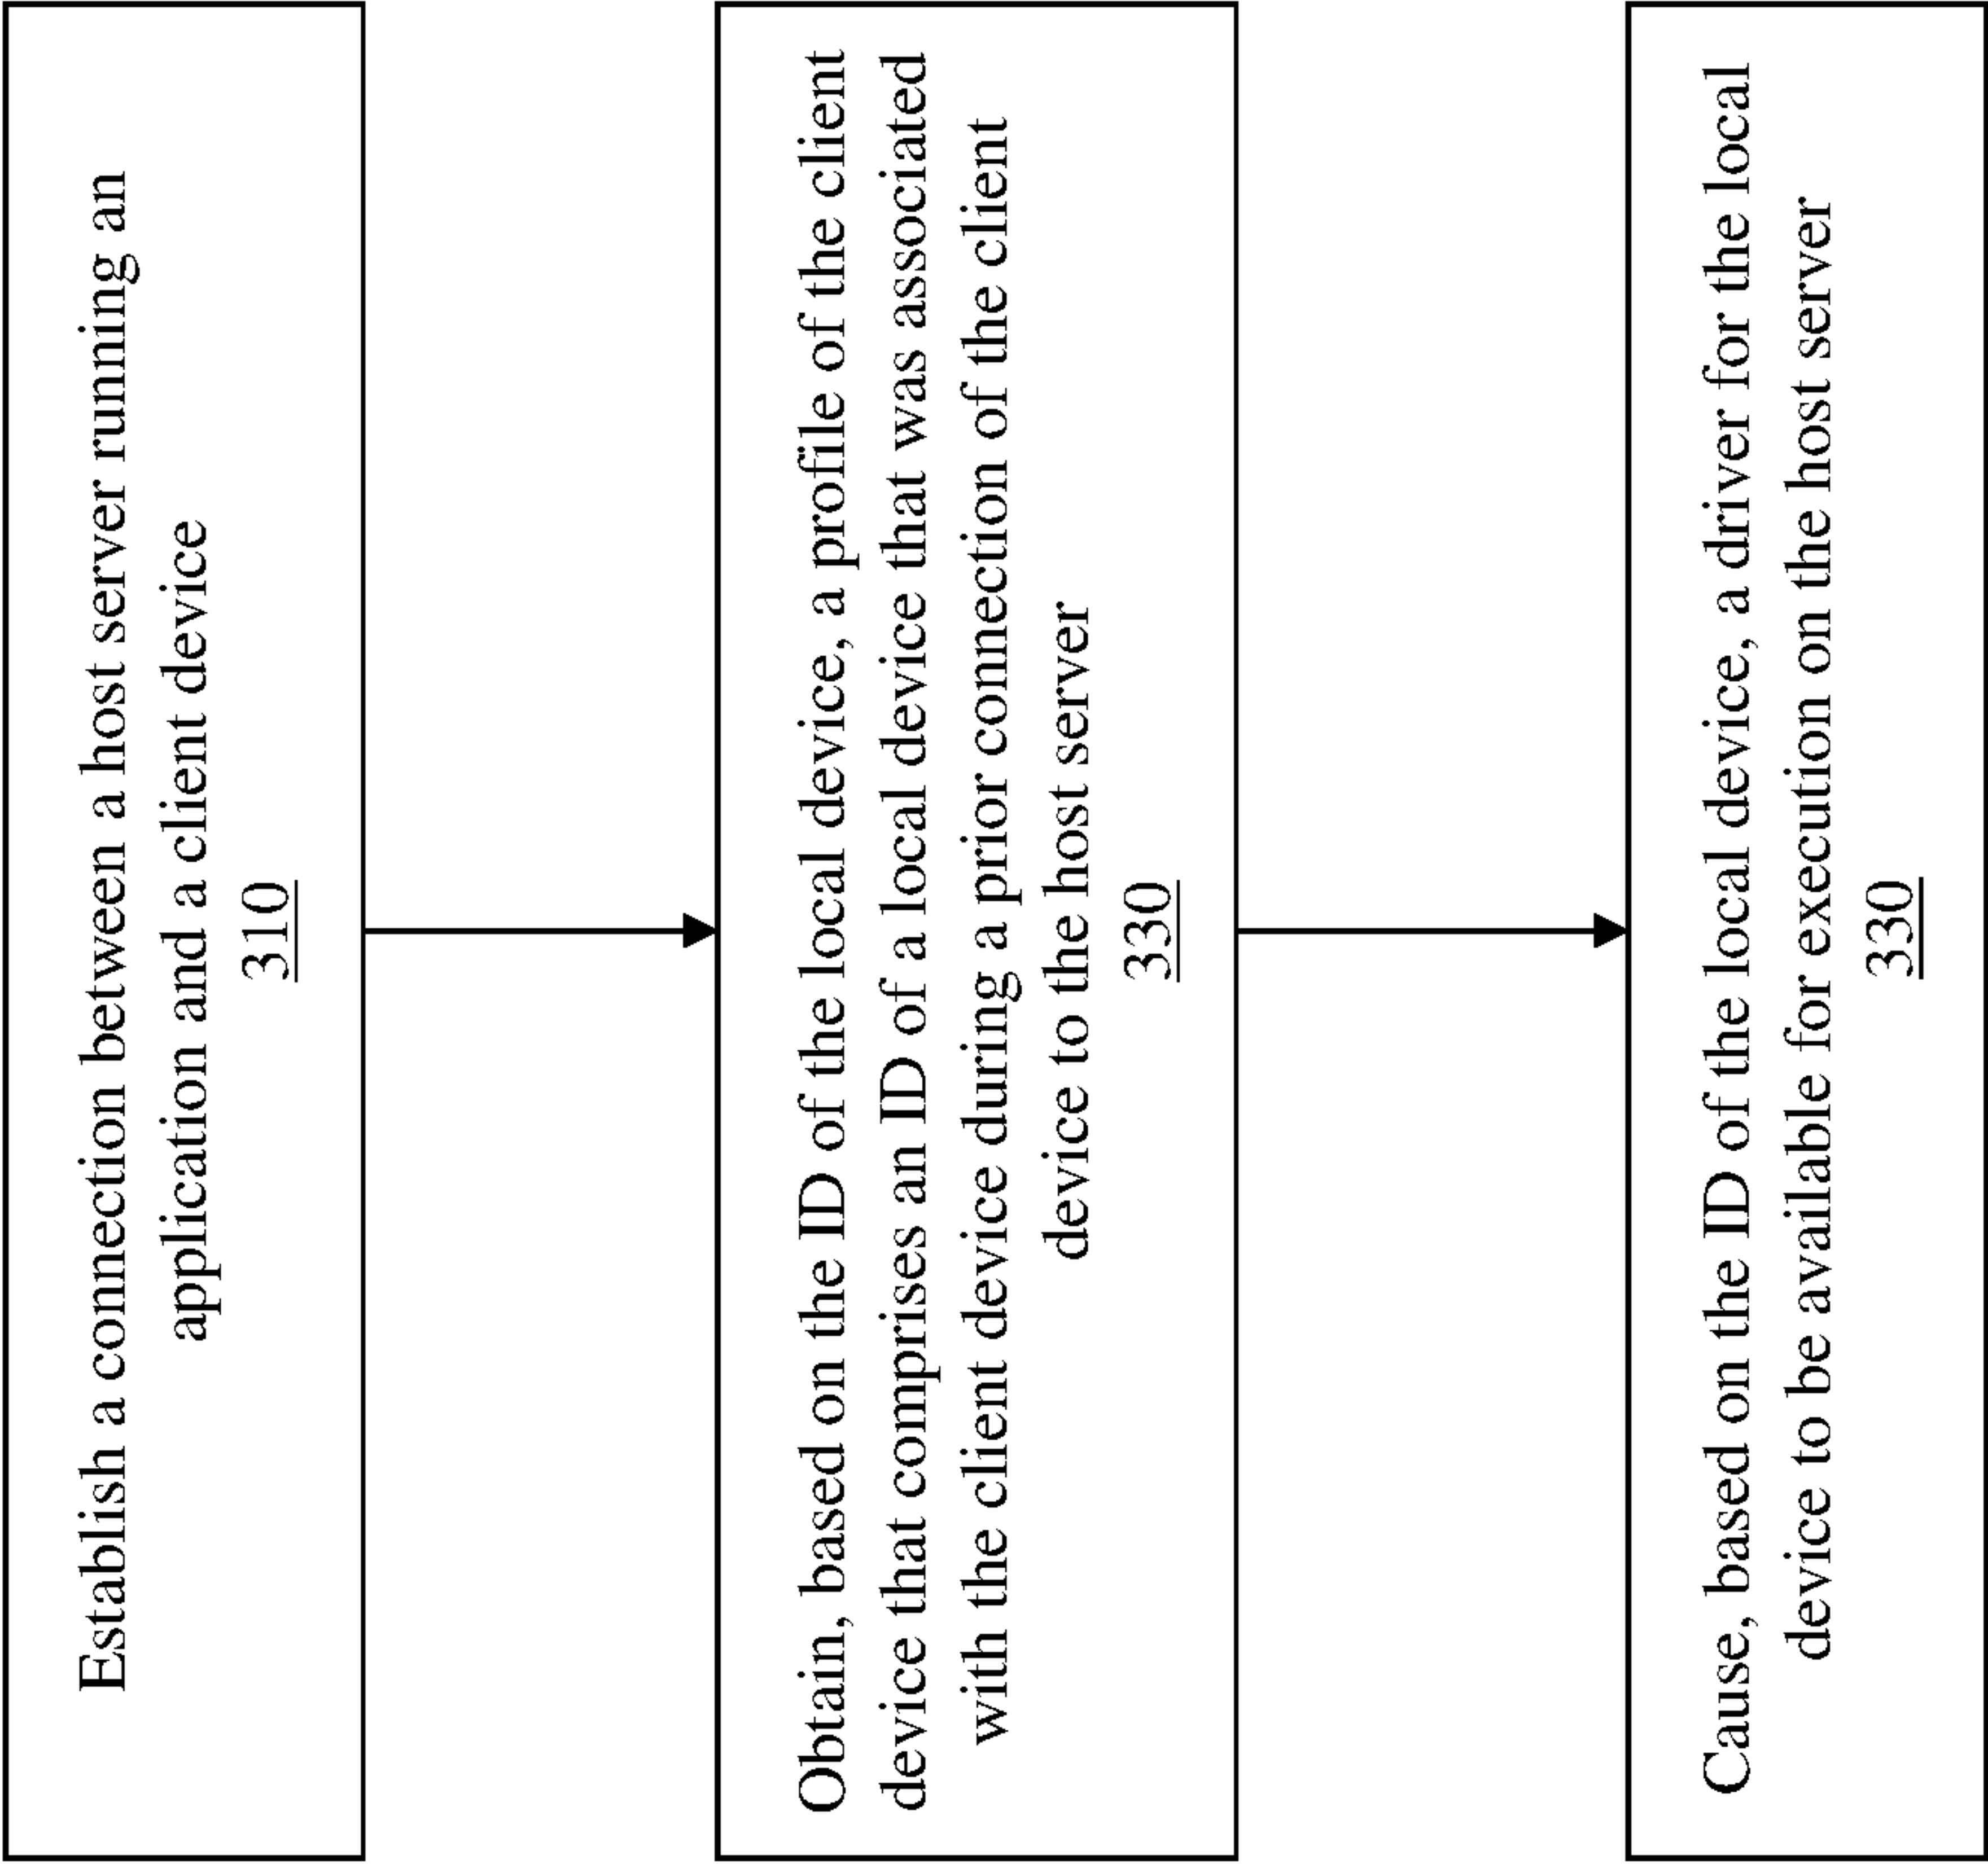 Establish a connection between a host server running an
application and a client device
310
Obtain, based on the ID of the local device, a profile of the client
device that comprises an ID of a local device that was associated
with the client device during a prior connection of the client
device to the host server
330
Cause, based on the ID of the local device, a driver for the local
device to be available for execution on the host server
330